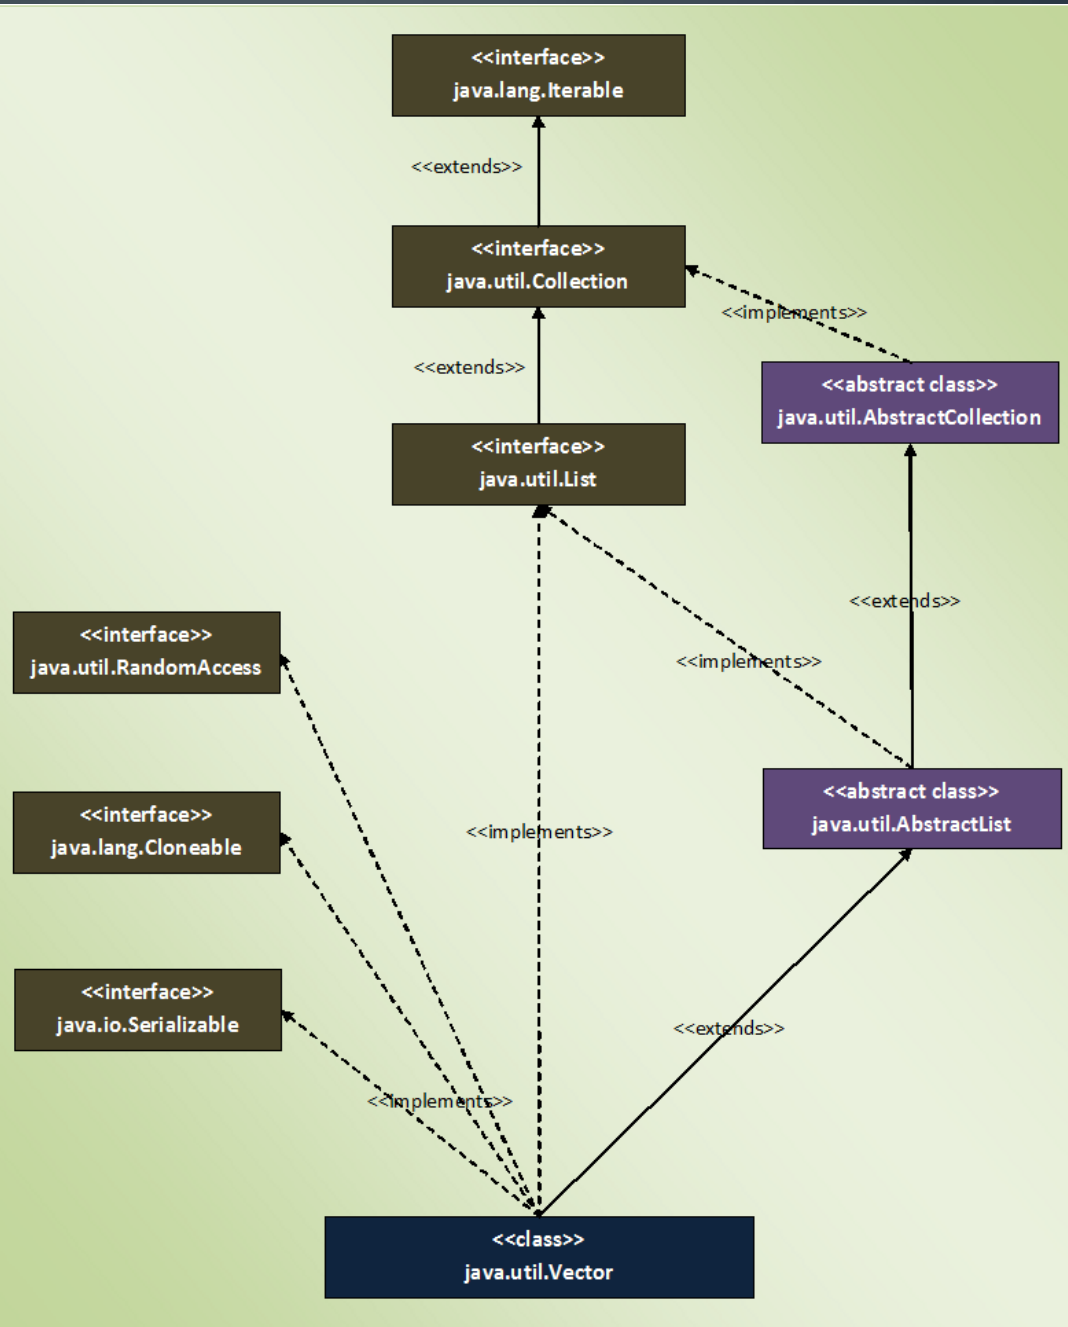 <<interface>>
java.lang.Iterable
<<extends>>
<<interface>>
java.util.Collection
<<implements>>
<<extends>>
<<abstract class>>
java.util.AbstractCollection
<<interface>>
java.util.List
<<extends>>
<<interface>>
java.util.RandomAccess
<<implements>>
<<abstract class>>
java.util.AbstractList
<<interface>>
java.lang.Cloneable
<<implements>>
<<interface>>
java.io.Serializable
<<extends>>
<<implements>>
<<class>>
java.util.Vector